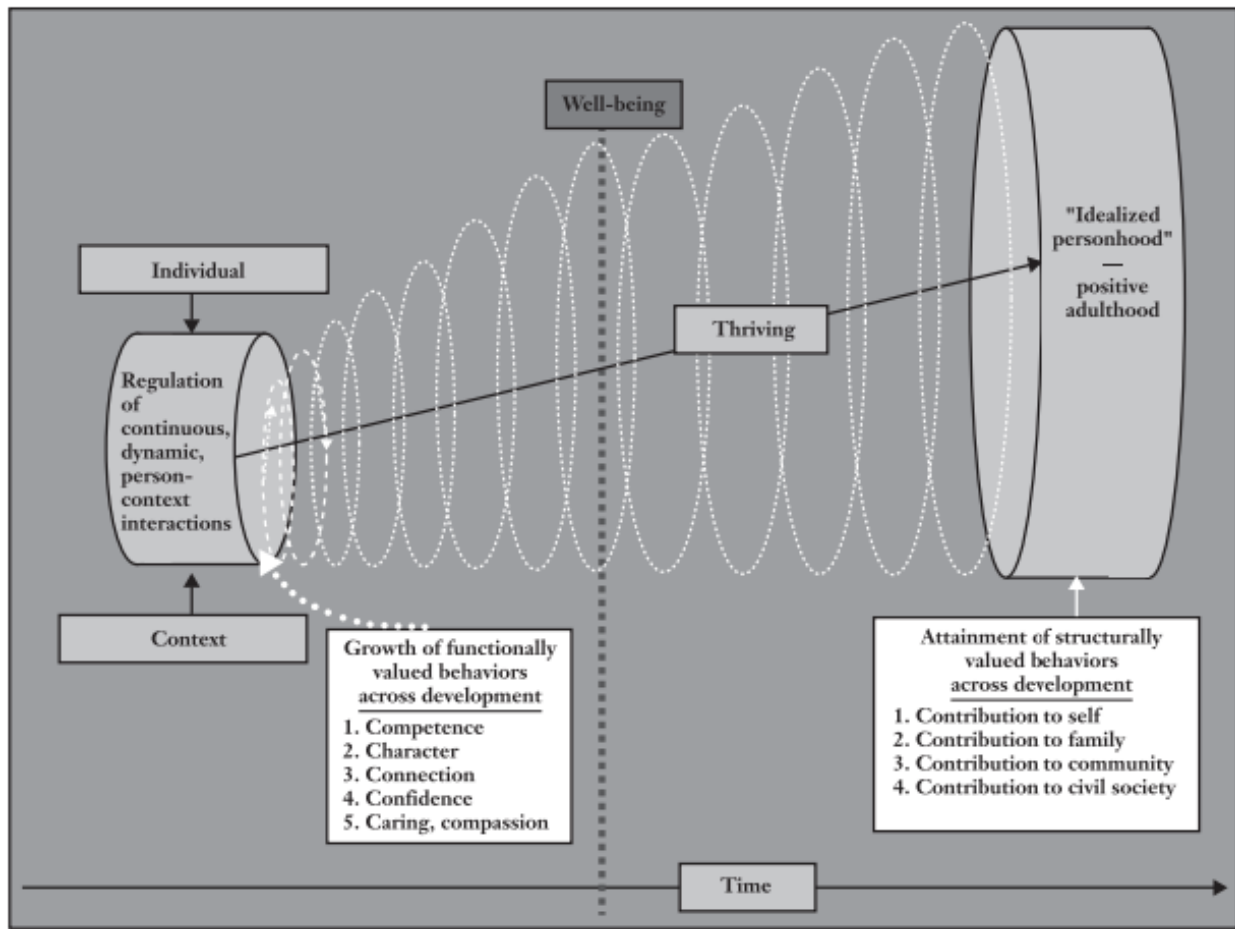 Well-being
"Idealized
personhood"
—
positive
adulthood
Individual
Thriving
Regulation
of
continuous,
dynamic,
person-
context
interactions
Context
Growth of functionally
valued behaviors
across development
1. Competence
2. Character
3. Connection
4. Confidence
5. Caring, compassion
Attainment of structurally
valued behaviors
across development
1. Contribution to self
2. Contribution to family
3. Contribution to community
4. Contribution to civil society
Time